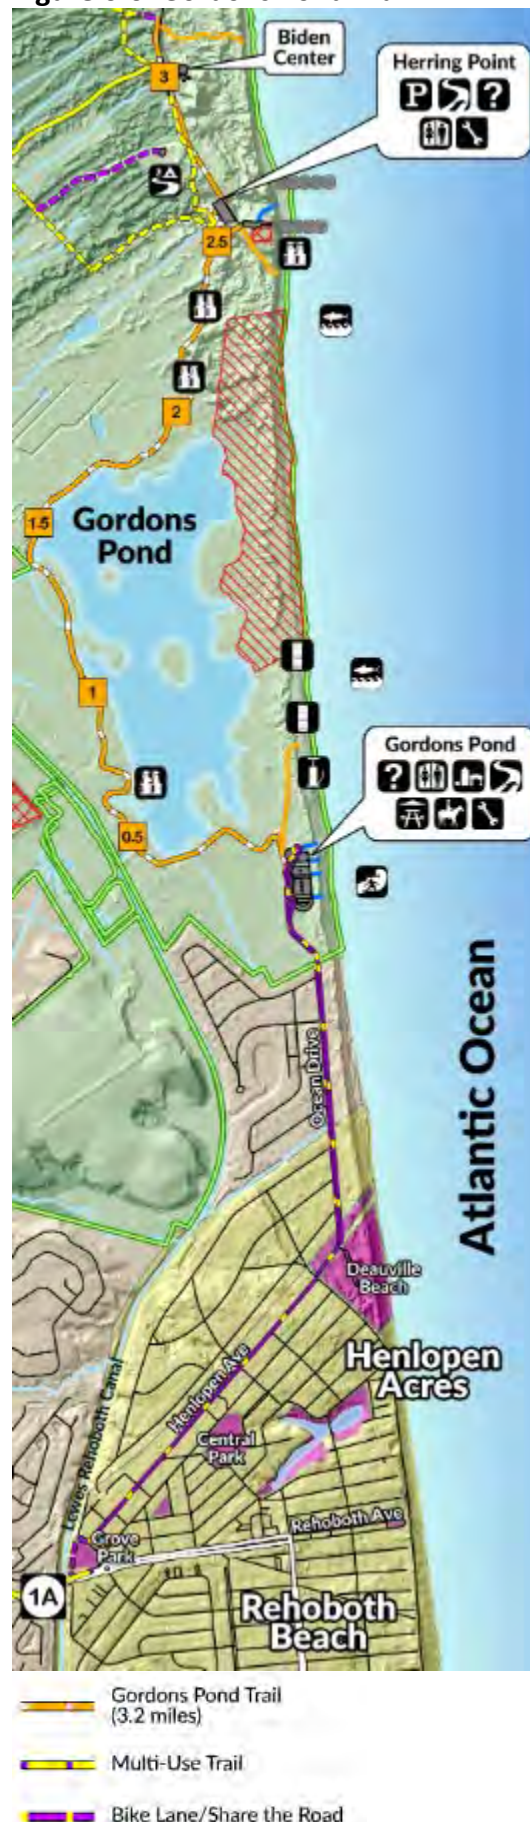 Biden
Center
3
Herring Point
P
?
2.5
2
1.5
Gordons
Pond
1
Gordons Pond
?
0.5
Ocean Drive
Atlantic Ocean
Deauville
Beach
Henlopen
Acres
Henlopen Ave
Central
Park
Lewes Rehoboth Canal
Rehoboth Ave
Grove
Park
1A
Rehoboth
Beach
Gordons Pond Trail
(3.2 miles)
Multi-Use Trail
Bike Lane/Share the Road